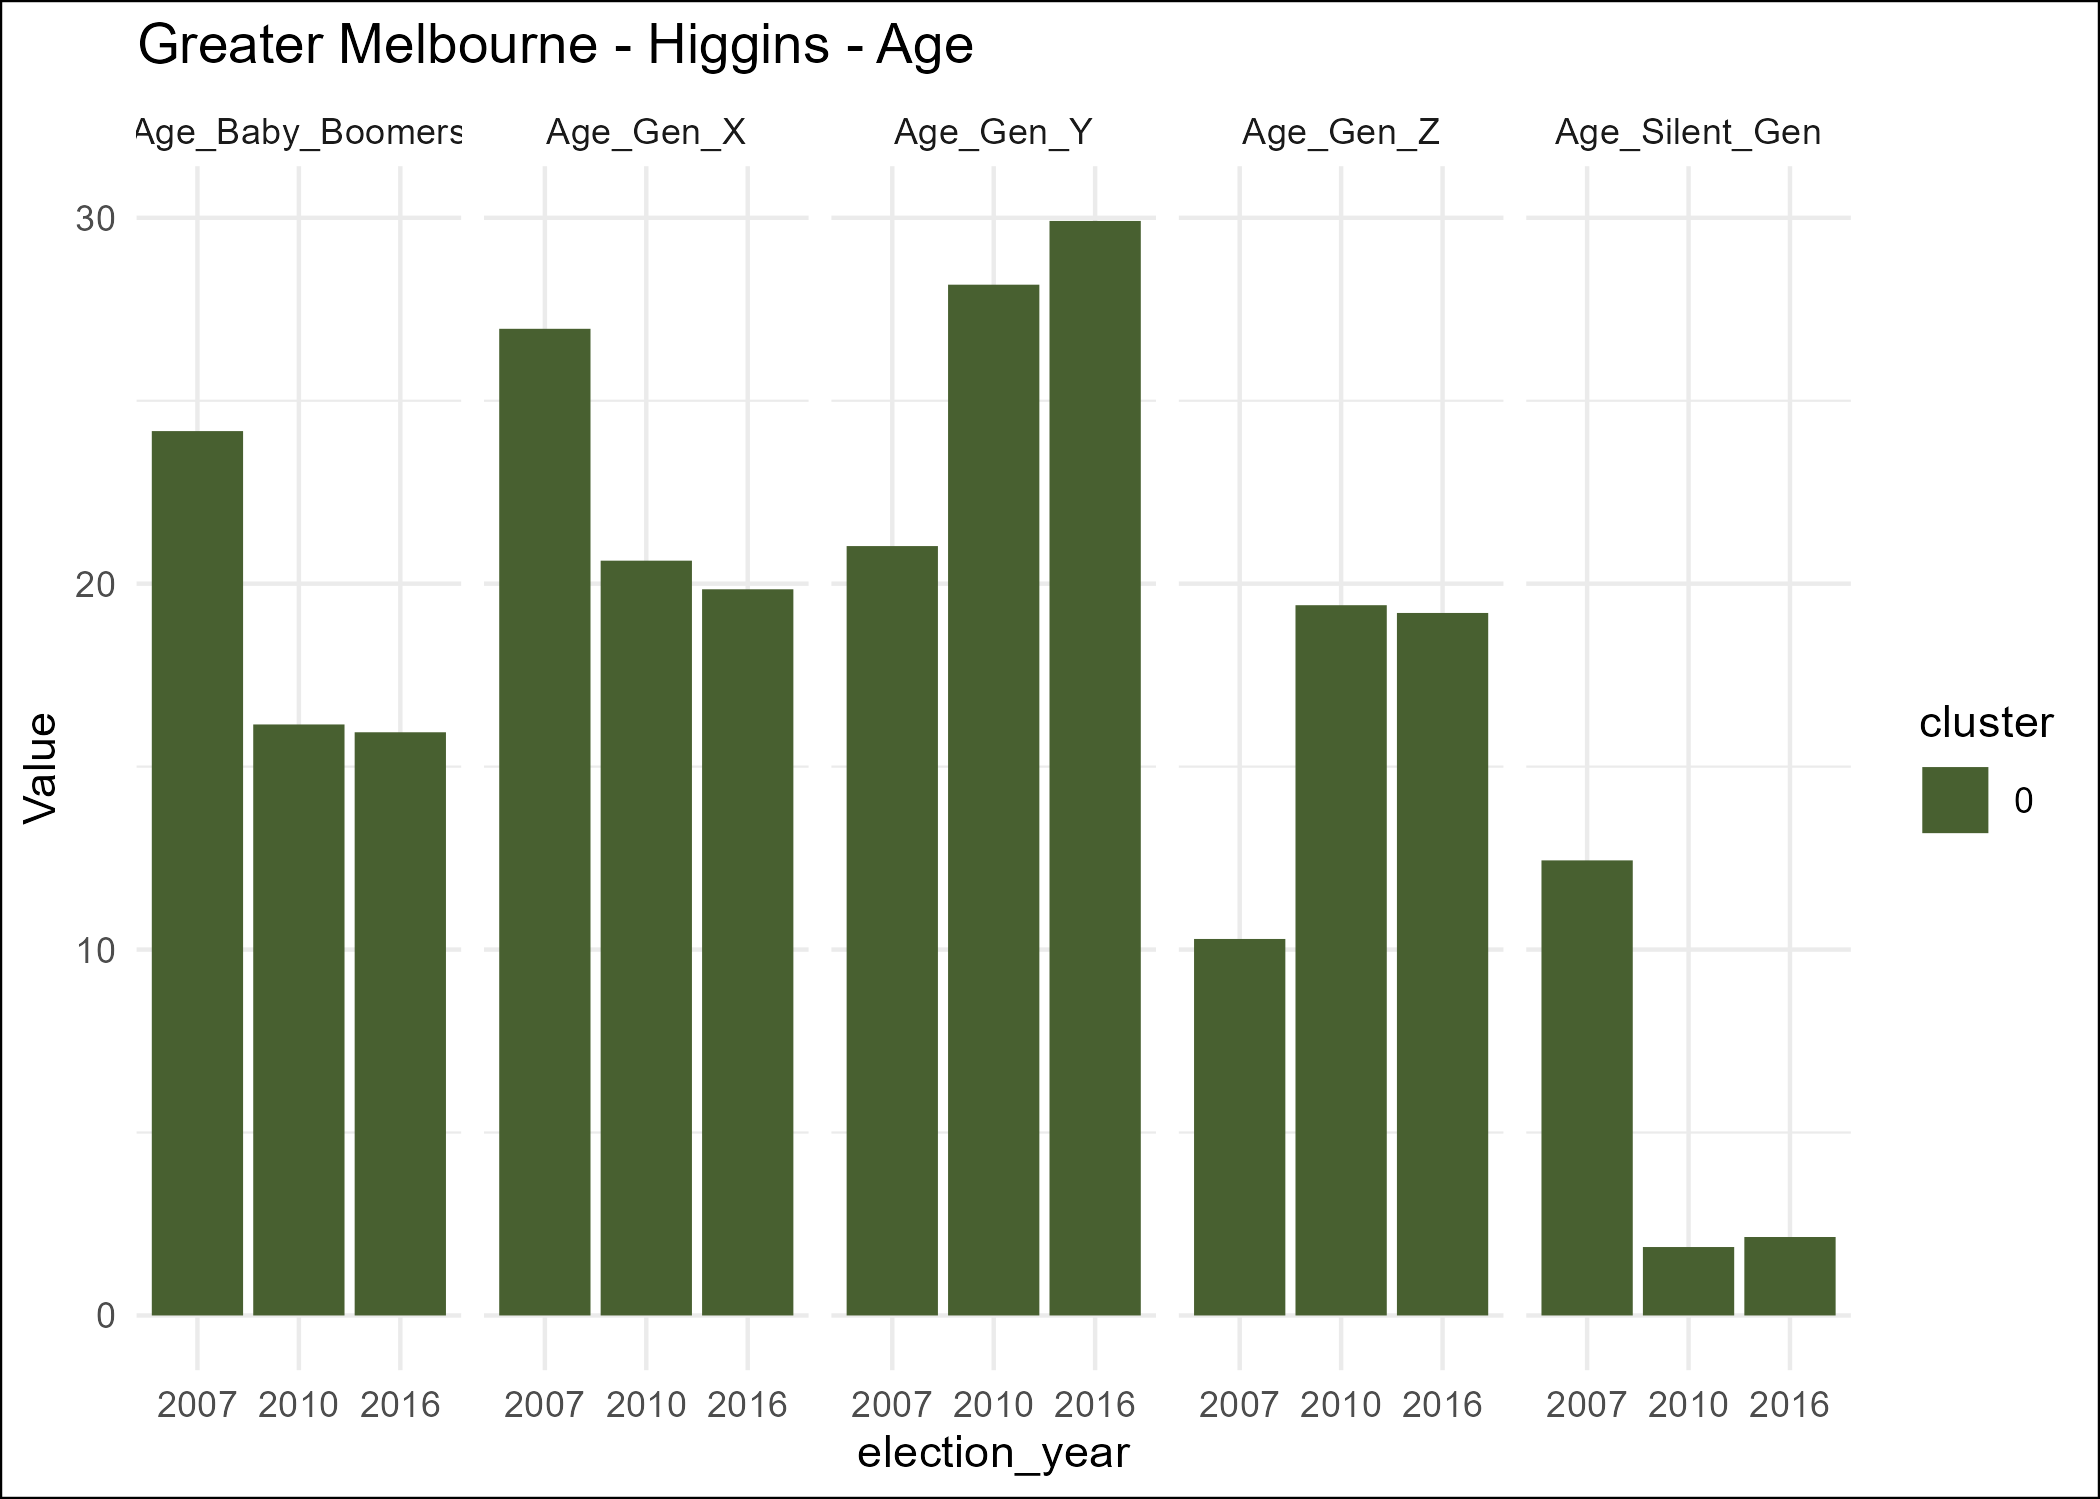 Greater Melbourne - Higgins - Age
Age_Baby_Boomers Age_Gen_X Age_Gen_Y Age_Gen_Z Age_Silent_Gen
30
20
10
0
Value
2007 2010 2016 2007 2010 2016 2007 2010 2016 2007 2010 2016 2007 2010 2016
election_year
cluster
0